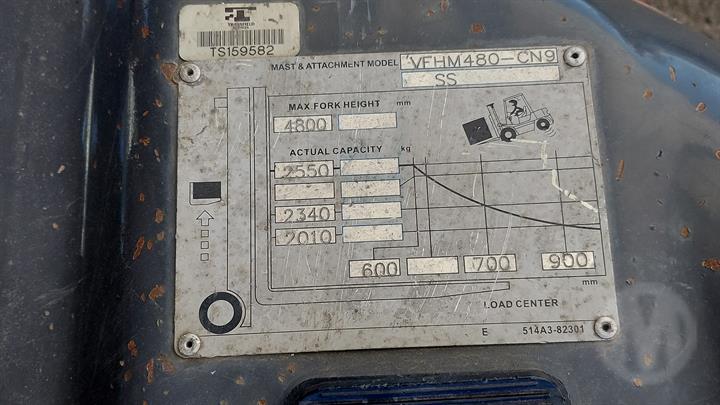 TRANSFIELD
TS159582
MAST & ATTACHMENT MODEL VFHM480-CN9
SS
MAX FORK HEIGHT mm
4800
ACTUAL CAPACITY kg
2550
2340
2010
600 700 900
mm
LOAD CENTER
E 514A3-82301
M